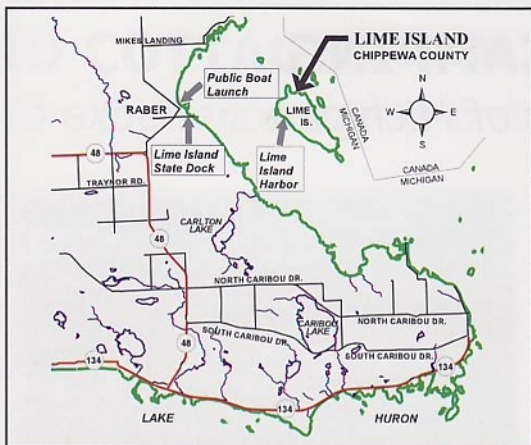 LIME ISLAND
CHIPPEWA COUNTY
MIKES LANDING
Public Boat
Launch
RABER
LIME
IS.
N
W
E
S
CANADA
MICHIGAN
CANADA
MICHIGAN
48
Lime Island
State Dock
Lime
Island
Harbor
TRAYNOR RD.
CARLTON
LAKE
48
NORTH CARIBOU DR.
CARIBOU
LAKE
NORTH CARIBOU DR.
SOUTH CARIBOU DR.
SOUTH CARIBOU DR.
48
134
134
134
LAKE
HURON